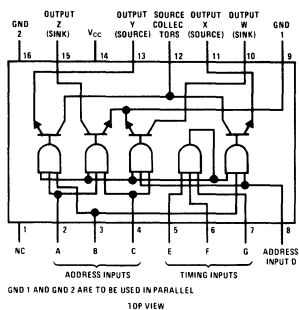 GND 2
OUTPUT Z (SINK)
VCC
OUTPUT Y (SOURCE)
SOURCE COLLEC TORS
OUTPUT X (SOURCE)
OUTPUT W (SINK)
GND 1
16 15 14 13 12 11 10 9
1 2 3 4 5 6 7 8
NC A B C E F G ADDRESS INPUT D
ADDRESS INPUTS TIMING INPUTS
GND 1 AND GND 2 ARE TO BE USED IN PARALLEL
TOP VIEW